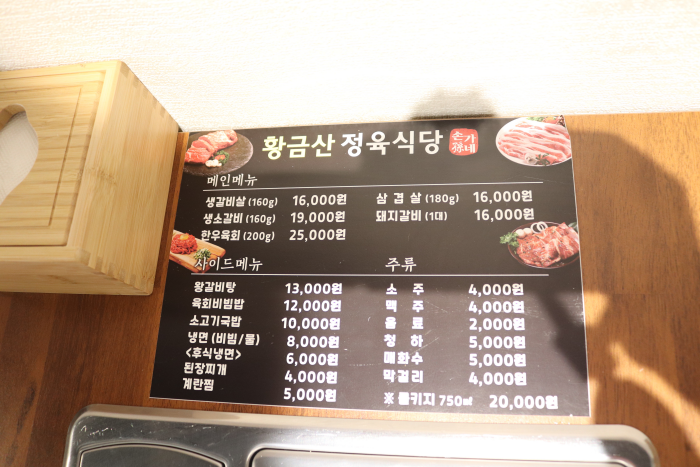 황금산 정육식당 손가네
메인메뉴
생갈비살 (160g) 16,000원 삼 겹 살 (180g) 16,000원
생소갈비 (160g) 19,000원 돼지갈비 (1대) 16,000원
한우육회 (200g) 25,000원
사이드메뉴 주류
왕갈비탕 13,000원 소 주 4,000원
육회비빔밥 12,000원 맥 주 4,000원
소고기국밥 10,000원 음 료 2,000원
냉면 (비빔/물) 8,000원 청 하 5,000원
<후식냉면> 6,000원 매화수 5,000원
된장찌개 4,000원 막걸리 4,000원
계란찜 5,000원 ※ 콜키지 750㎖ 20,000원